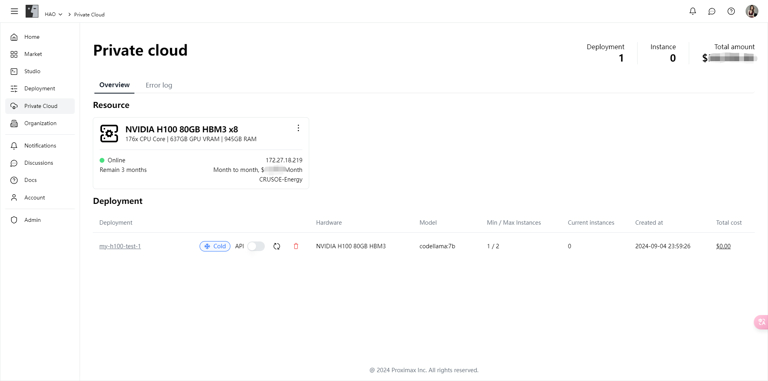 HAO > Private Cloud
Home
Market
Studio
Deployment
Private Cloud
Organization
Notifications
Discussions
Docs
Account
Admin
Private cloud
Deployment
1
Instance
0
Total amount
$
Overview
Error log
Resource
NVIDIA H100 80GB HBM3 x8
176x CPU Core | 637GB GPU VRAM | 945GB RAM
Online
172.27.18.219
Remain 3 months
Month to month, $ /Month
CRUSOE-Energy
Deployment
Deployment Hardware Model Min / Max Instances Current Instances Created at Total cost
my-h100-test-1 Cold API NVIDIA H100 80GB HBM3 codellama:7b 1 / 2 0 2024-09-04 23:59:26 $0.00
© 2024 Proximax Inc. All rights reserved.